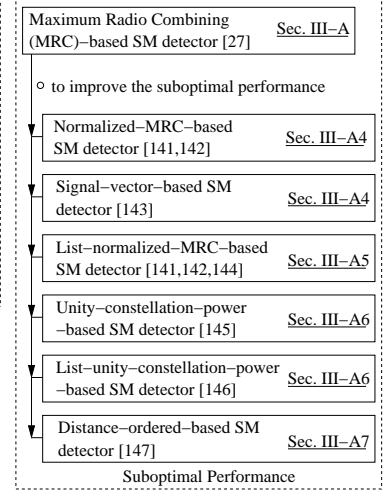 Maximum Radio Combining
(MRC)−based SM detector [27] Sec. III−A
to improve the suboptimal performance
Normalized−MRC−based
SM detector [141,142] Sec. III−A4
Signal−vector−based SM
detector [143] Sec. III−A4
List−normalized−MRC−based
SM detector [141,142,144] Sec. III−A5
Unity−constellation−power
−based SM detector [145] Sec. III−A6
List−unity−constellation−power
−based SM detector [146] Sec. III−A6
Distance−ordered−based SM
detector [147] Sec. III−A7
Suboptimal Performance